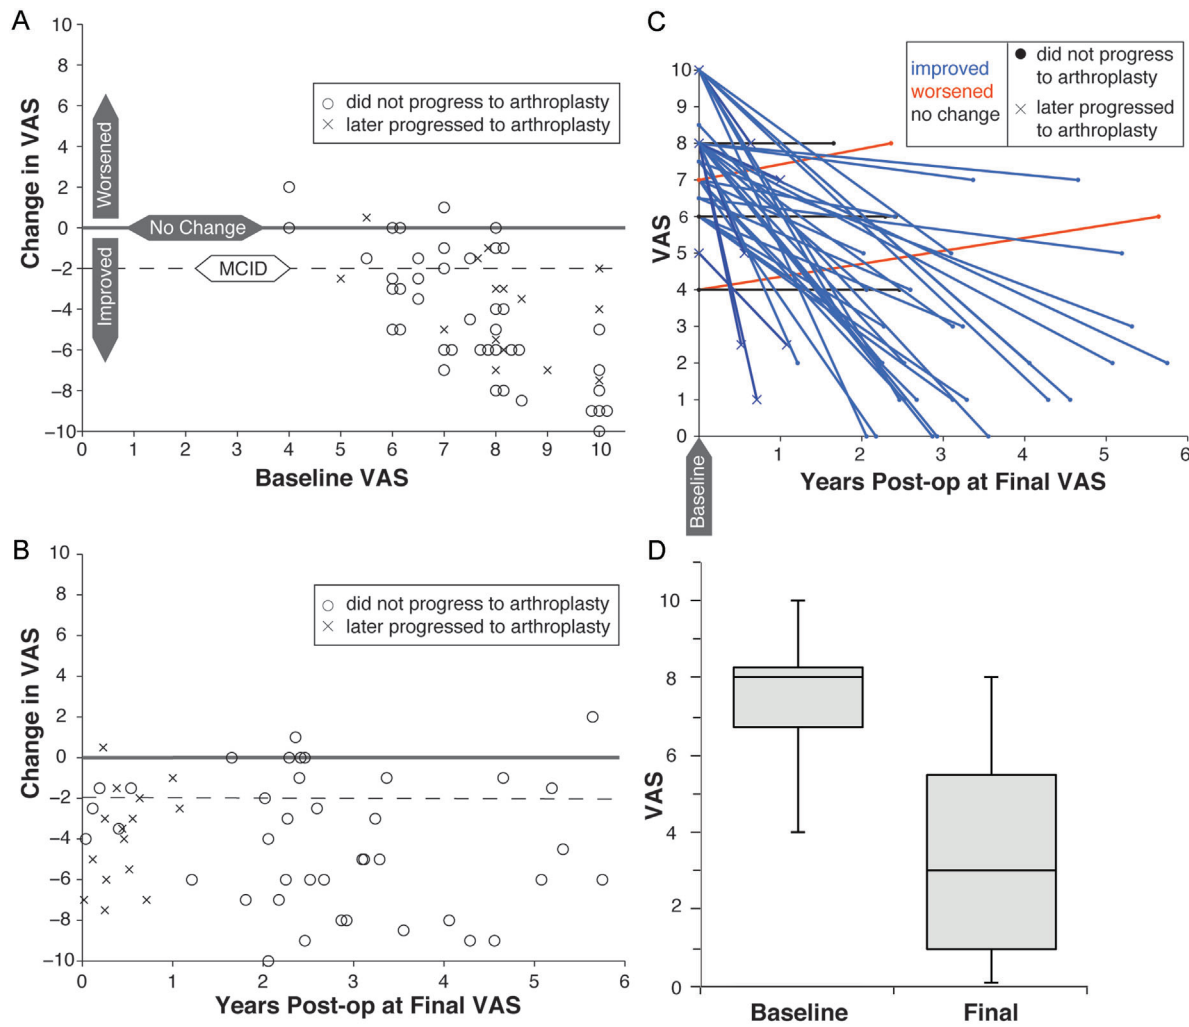 A
10
8
6
4
2
0
−2
−4
−6
−8
−10
Change in VAS
Worsened
Improved
No Change
MCID
did not progress to arthroplasty
later progressed to arthroplasty
0 1 2 3 4 5 6 7 8 9 10
Baseline VAS
B
10
8
6
4
2
0
−2
−4
−6
−8
−10
Change in VAS
did not progress to arthroplasty
later progressed to arthroplasty
0 1 2 3 4 5 6
Years Post-op at Final VAS
C
improved
worsened
no change
did not progress
to arthroplasty
later progressed
to arthroplasty
10
9
8
7
6
5
4
3
2
1
0
VAS
1 2 3 4 5 6
Baseline
Years Post-op at Final VAS
D
10
8
6
4
2
0
VAS
Baseline Final